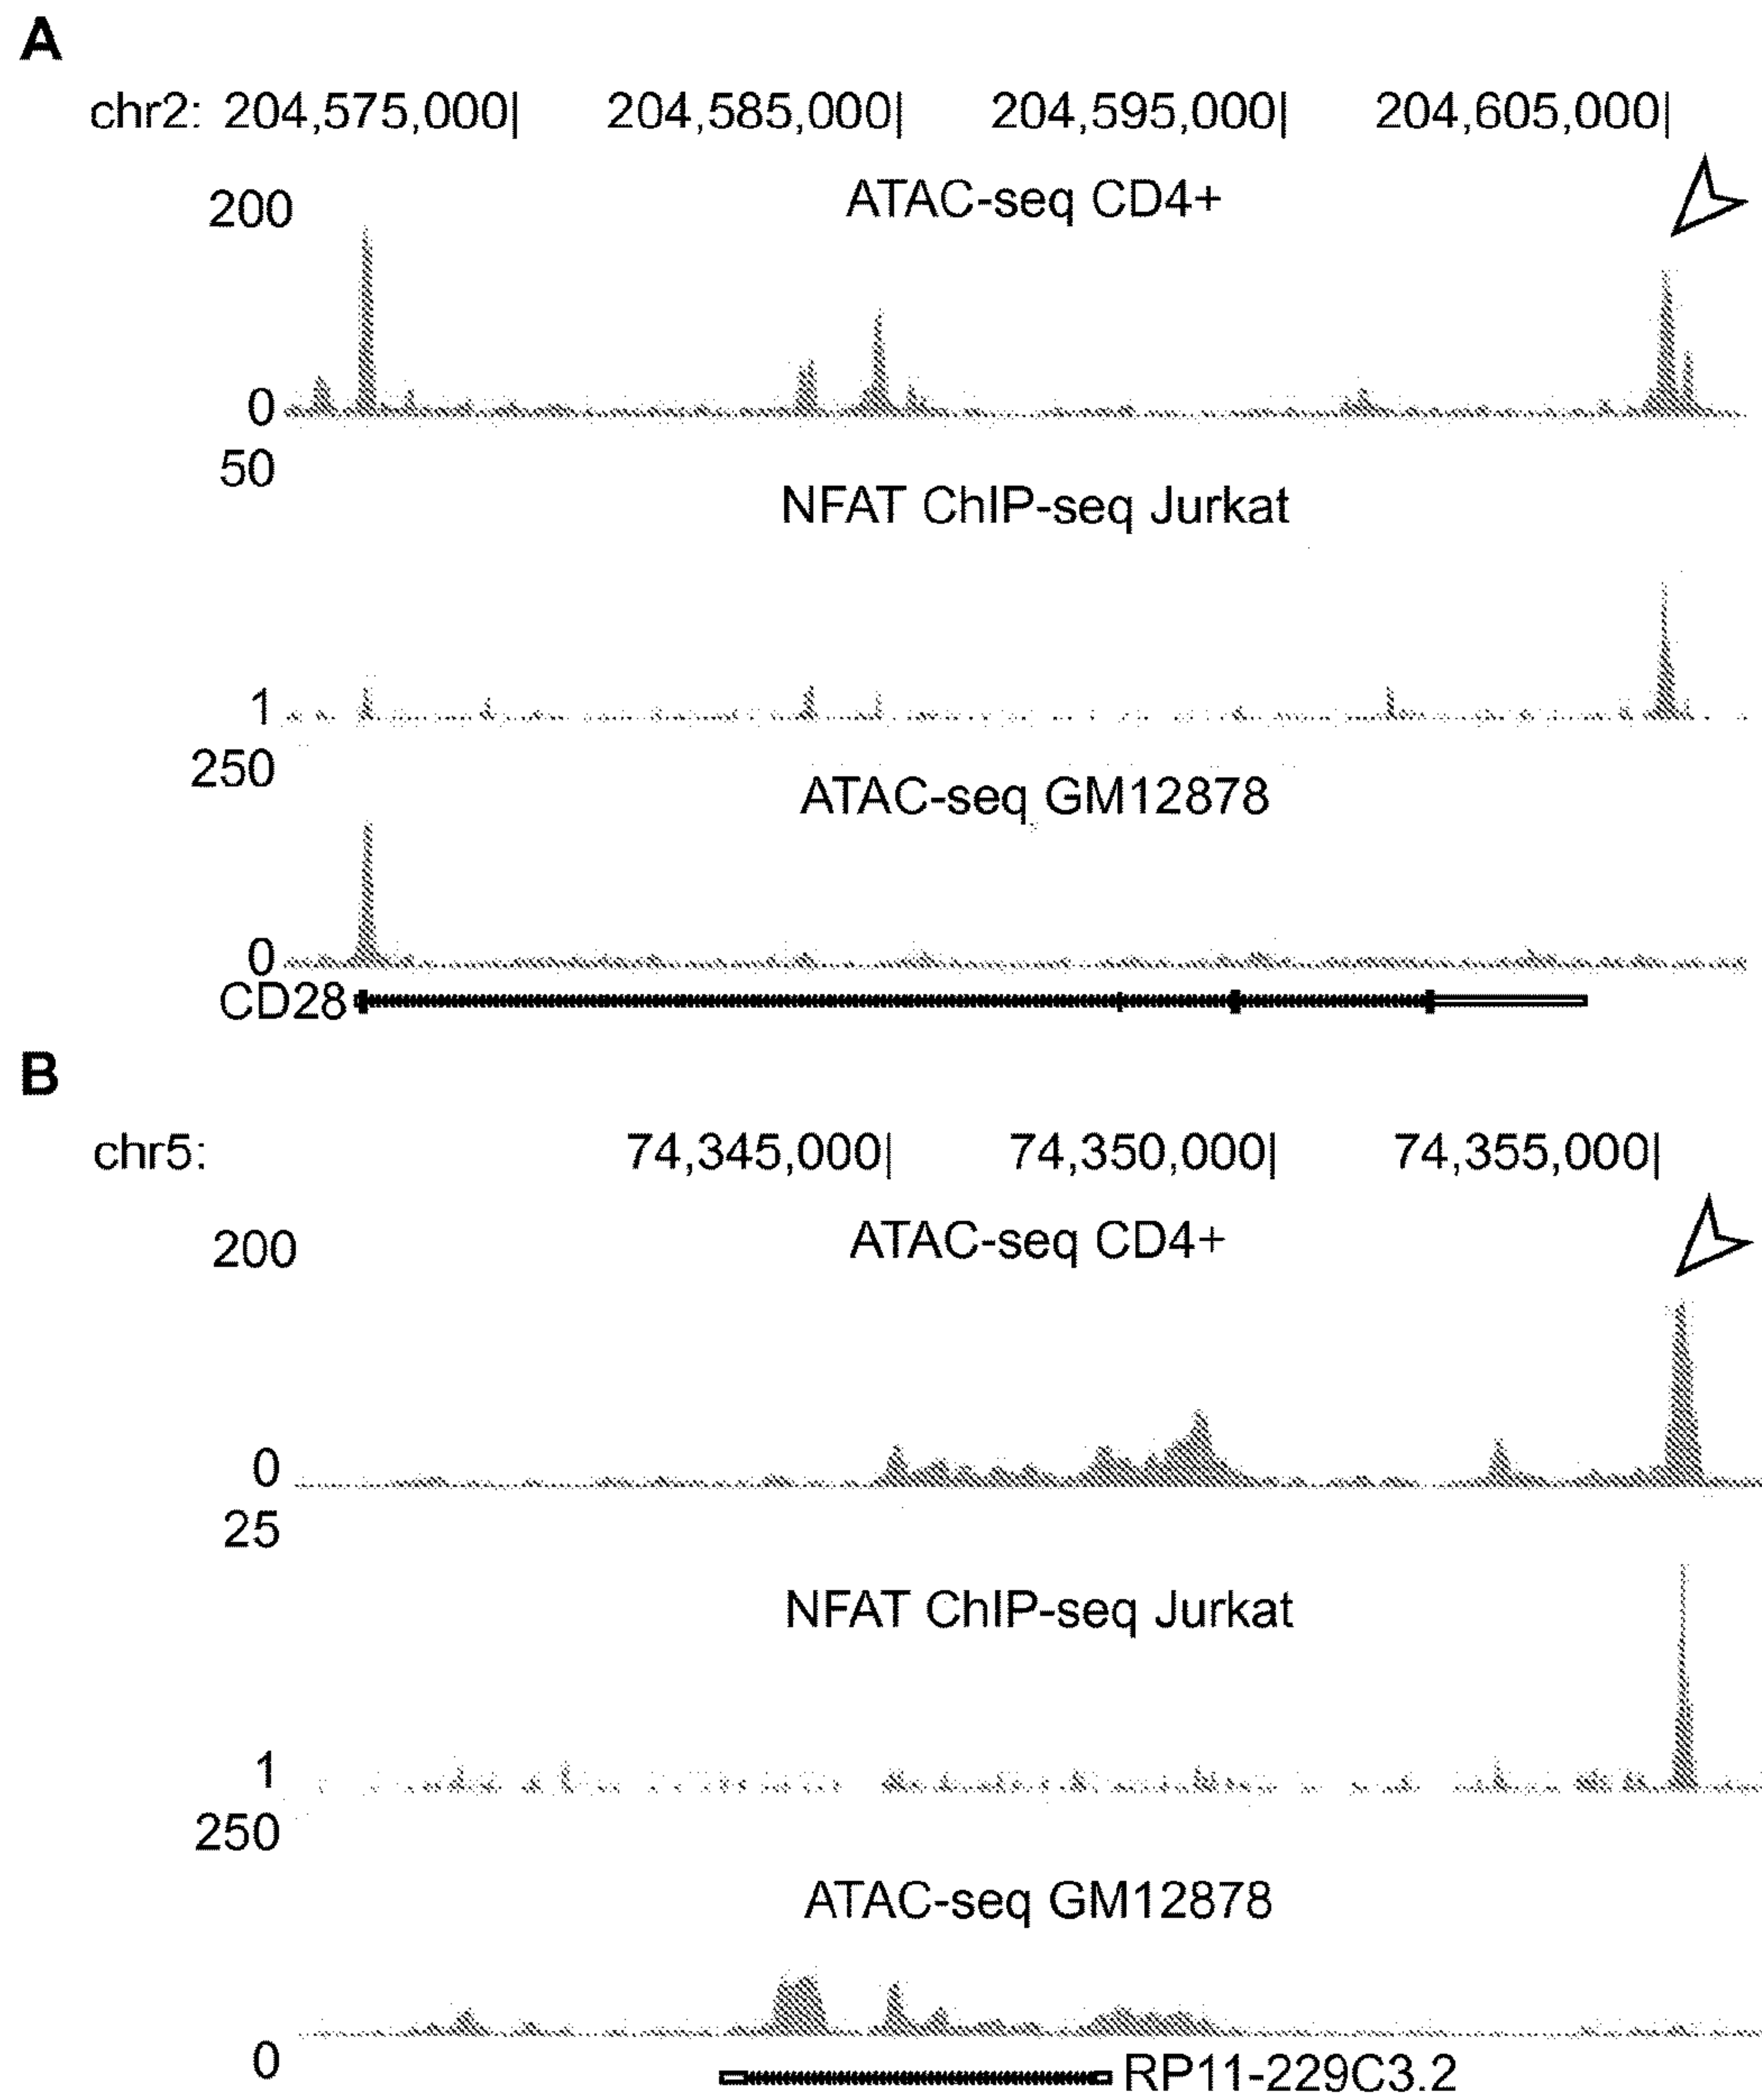 A
chr2: 204,575,000| 204,585,000| 204,595,000| 204,605,000|
200
ATAC-seq CD4+
0
50
NFAT ChIP-seq Jurkat
1
250
ATAC-seq GM12878
0
CD28
B
chr5: 74,345,000| 74,350,000| 74,355,000|
200
ATAC-seq CD4+
0
25
NFAT ChIP-seq Jurkat
1
250
ATAC-seq GM12878
0
RP11-229C3.2